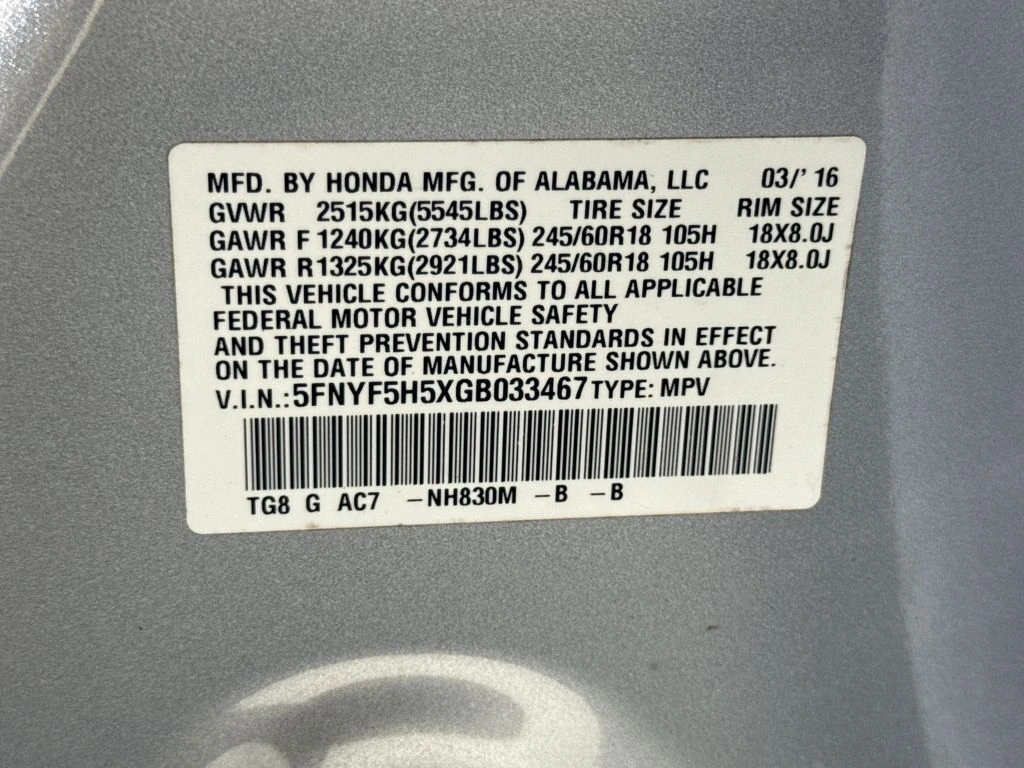 MFD. BY HONDA MFG. OF ALABAMA, LLC 03/' 16
GVWR 2515KG(5545LBS) TIRE SIZE RIM SIZE
GAWR F 1240KG(2734LBS) 245/60R18 105H 18X8.0J
GAWR R1325KG(2921LBS) 245/60R18 105H 18X8.0J
THIS VEHICLE CONFORMS TO ALL APPLICABLE
FEDERAL MOTOR VEHICLE SAFETY
AND THEFT PREVENTION STANDARDS IN EFFECT
ON THE DATE OF MANUFACTURE SHOWN ABOVE.
V.I.N.: 5FNYF5H5XGB033467 TYPE: MPV
TG8 G AC7 -NH830M -B -B